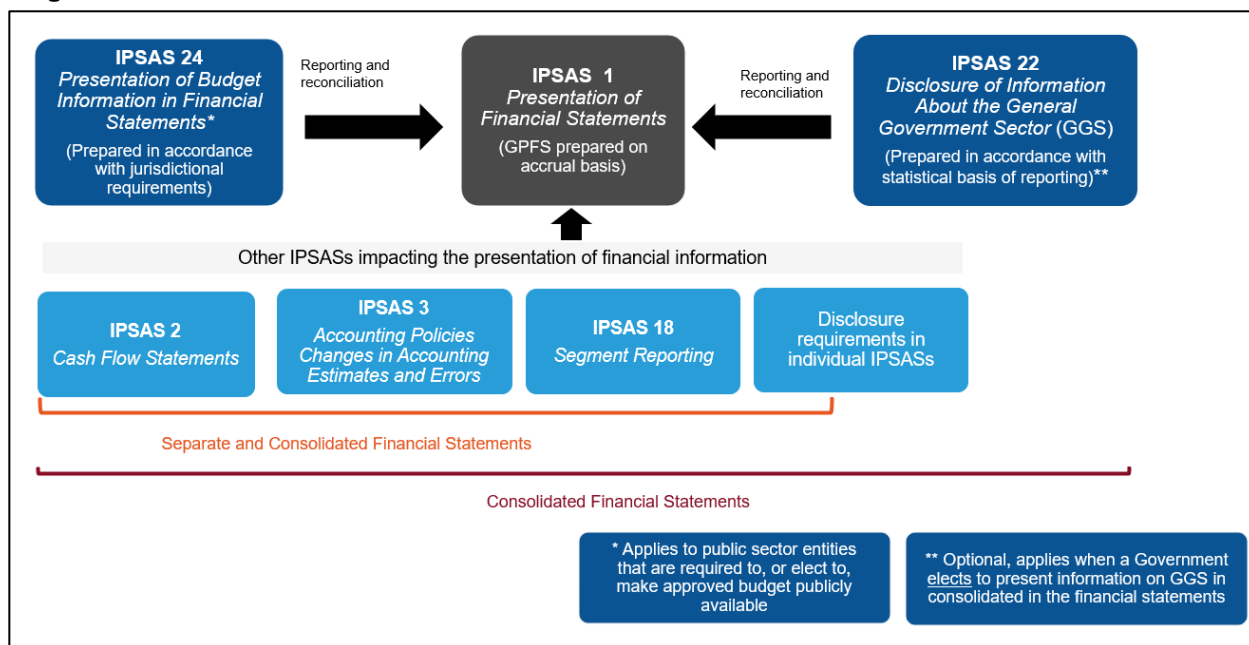 IPSAS 24
Presentation of Budget
Information in Financial
Statements*
(Prepared in accordance
with jurisdictional
requirements)
Reporting and
reconciliation
IPSAS 1
Presentation of
Financial Statements
(GPFS prepared on
accrual basis)
Reporting and
reconciliation
IPSAS 22
Disclosure of Information
About the General
Government Sector (GGS)
(Prepared in accordance with
statistical basis of reporting)**
Other IPSASs impacting the presentation of financial information
IPSAS 2
Cash Flow Statements
IPSAS 3
Accounting Policies
Changes in Accounting
Estimates and Errors
IPSAS 18
Segment Reporting
Disclosure
requirements in
individual IPSASs
Separate and Consolidated Financial Statements
Consolidated Financial Statements
* Applies to public sector entities
that are required to, or elect to,
make approved budget publicly
available
** Optional, applies when a Government
elects to present information on GGS in
consolidated in the financial statements